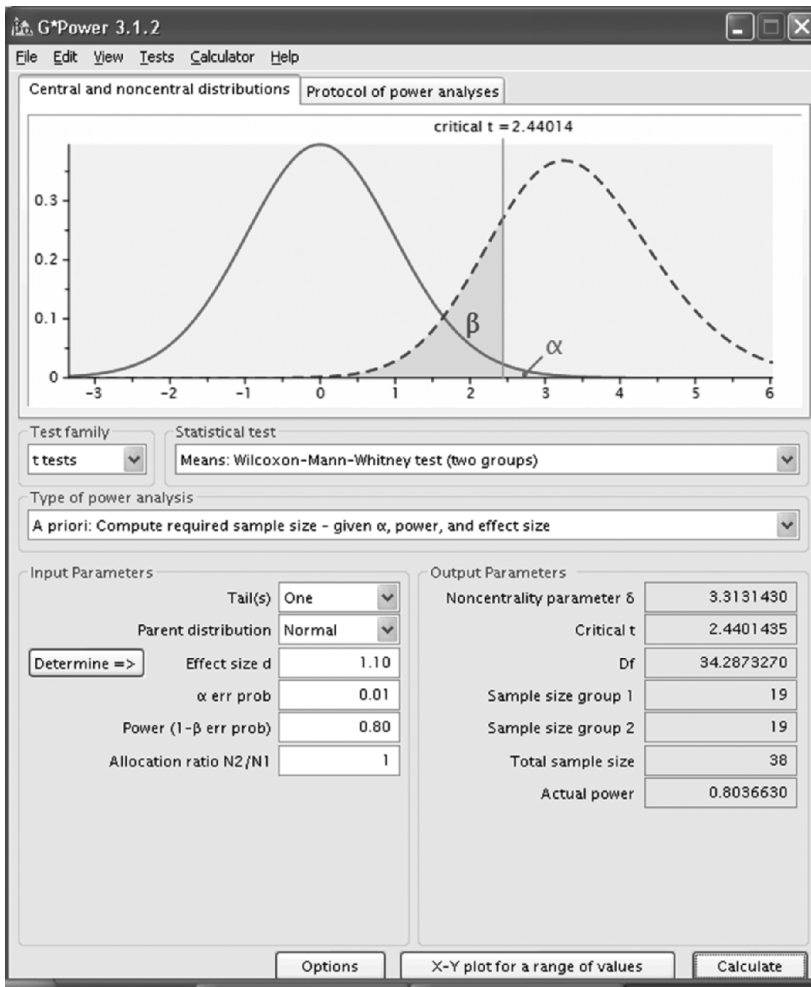 G*Power 3.1.2
File Edit View Tests Calculator Help
Central and noncentral distributions Protocol of power analyses
critical t = 2.44014
0.3
0.2
0.1
0
β
α
-3 -2 -1 0 1 2 3 4 5 6
Test family Statistical test
t tests Means: Wilcoxon-Mann-Whitney test (two groups)
Type of power analysis
A priori: Compute required sample size - given α, power, and effect size
Input Parameters Output Parameters
Tail(s) One Noncentrality parameter δ 3.3131430
Parent distribution Normal Critical t 2.4401435
Determine => Effect size d 1.10 Df 34.2873270
α err prob 0.01 Sample size group 1 19
Power (1-β err prob) 0.80 Sample size group 2 19
Allocation ratio N2/N1 1 Total sample size 38
Actual power 0.8036630
Options X-Y plot for a range of values Calculate